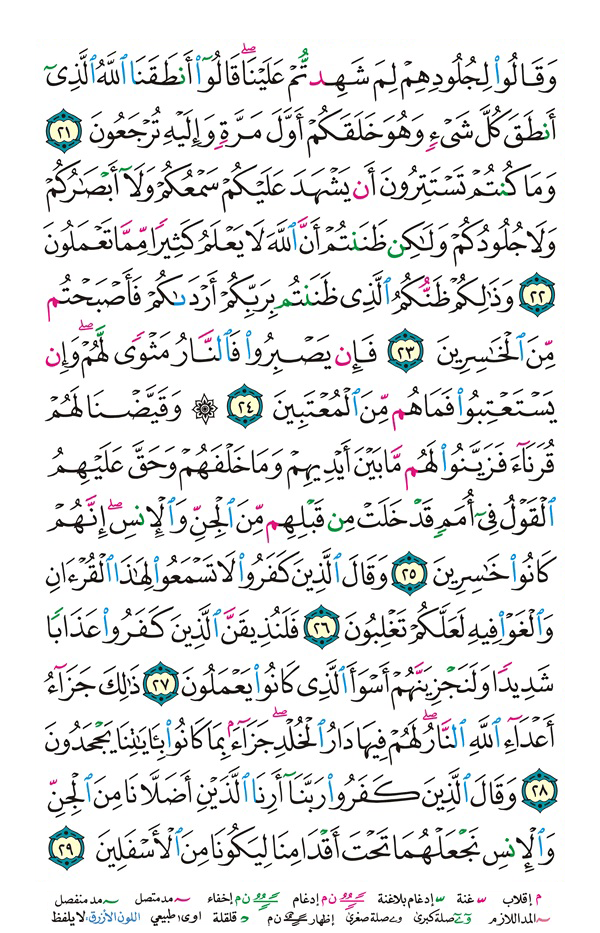 وَقَالُوا۟ لِجُلُودِهِمْ لِمَ شَهِدتُّمْ عَلَيْنَا ۖ قَالُوٓا۟ أَنطَقَنَا ٱللَّهُ ٱلَّذِىٓ
أَنطَقَ كُلَّ شَىْءٍ وَهُوَ خَلَقَكُمْ أَوَّلَ مَرَّةٍ وَإِلَيْهِ تُرْجَعُونَ ٢١
وَمَا كُنتُمْ تَسْتَتِرُونَ أَن يَشْهَدَ عَلَيْكُمْ سَمْعُكُمْ وَلَآ أَبْصَٰرُكُمْ
وَلَا جُلُودُكُمْ وَلَٰكِن ظَنَنتُمْ أَنَّ ٱللَّهَ لَا يَعْلَمُ كَثِيرًا مِّمَّا تَعْمَلُونَ
٢٢ وَذَٰلِكُمْ ظَنُّكُمُ ٱلَّذِى ظَنَنتُم بِرَبِّكُمْ أَرْدَىٰكُمْ فَأَصْبَحْتُم
مِّنَ ٱلْخَٰسِرِينَ ٢٣ فَإِن يَصْبِرُوا۟ فَٱلنَّارُ مَثْوًى لَّهُمْ ۖ وَإِن
يَسْتَعْتِبُوا۟ فَمَا هُم مِّنَ ٱلْمُعْتَبِينَ ٢٤ ۞ وَقَيَّضْنَا لَهُمْ
قُرَنَآءَ فَزَيَّنُوا۟ لَهُم مَّا بَيْنَ أَيْدِيهِمْ وَمَا خَلْفَهُمْ وَحَقَّ عَلَيْهِمُ
ٱلْقَوْلُ فِىٓ أُمَمٍ قَدْ خَلَتْ مِن قَبْلِهِم مِّنَ ٱلْجِنِّ وَٱلْإِنسِ ۖ إِنَّهُمْ
كَانُوا۟ خَٰسِرِينَ ٢٥ وَقَالَ ٱلَّذِينَ كَفَرُوا۟ لَا تَسْمَعُوا۟ لِهَٰذَا ٱلْقُرْءَانِ
وَٱلْغَوْا۟ فِيهِ لَعَلَّكُمْ تَغْلِبُونَ ٢٦ فَلَنُذِيقَنَّ ٱلَّذِينَ كَفَرُوا۟ عَذَابًا
شَدِيدًا وَلَنَجْزِيَنَّهُمْ أَسْوَأَ ٱلَّذِى كَانُوا۟ يَعْمَلُونَ ٢٧ ذَٰلِكَ جَزَآءُ
أَعْدَآءِ ٱللَّهِ ٱلنَّارُ ۖ لَهُمْ فِيهَا دَارُ ٱلْخُلْدِ ۖ جَزَآءًۢ بِمَا كَانُوا۟ بِـَٔايَٰتِنَا يَجْحَدُونَ
٢٨ وَقَالَ ٱلَّذِينَ كَفَرُوا۟ رَبَّنَآ أَرِنَا ٱلَّذَيْنِ أَضَلَّانَا مِنَ ٱلْجِنِّ
وَٱلْإِنسِ نَجْعَلْهُمَا تَحْتَ أَقْدَامِنَا لِيَكُونَا مِنَ ٱلْأَسْفَلِينَ ٢٩
م إقلاب غنة إدغام بلاغنة ن م إدغام ن م إخفاء مد متصل مد منفصل
المد اللازم صلة كبرى صلة صغرى إظهار ن م قلقلة اوى طبيعي اللون الأزرق: لا يلفظ